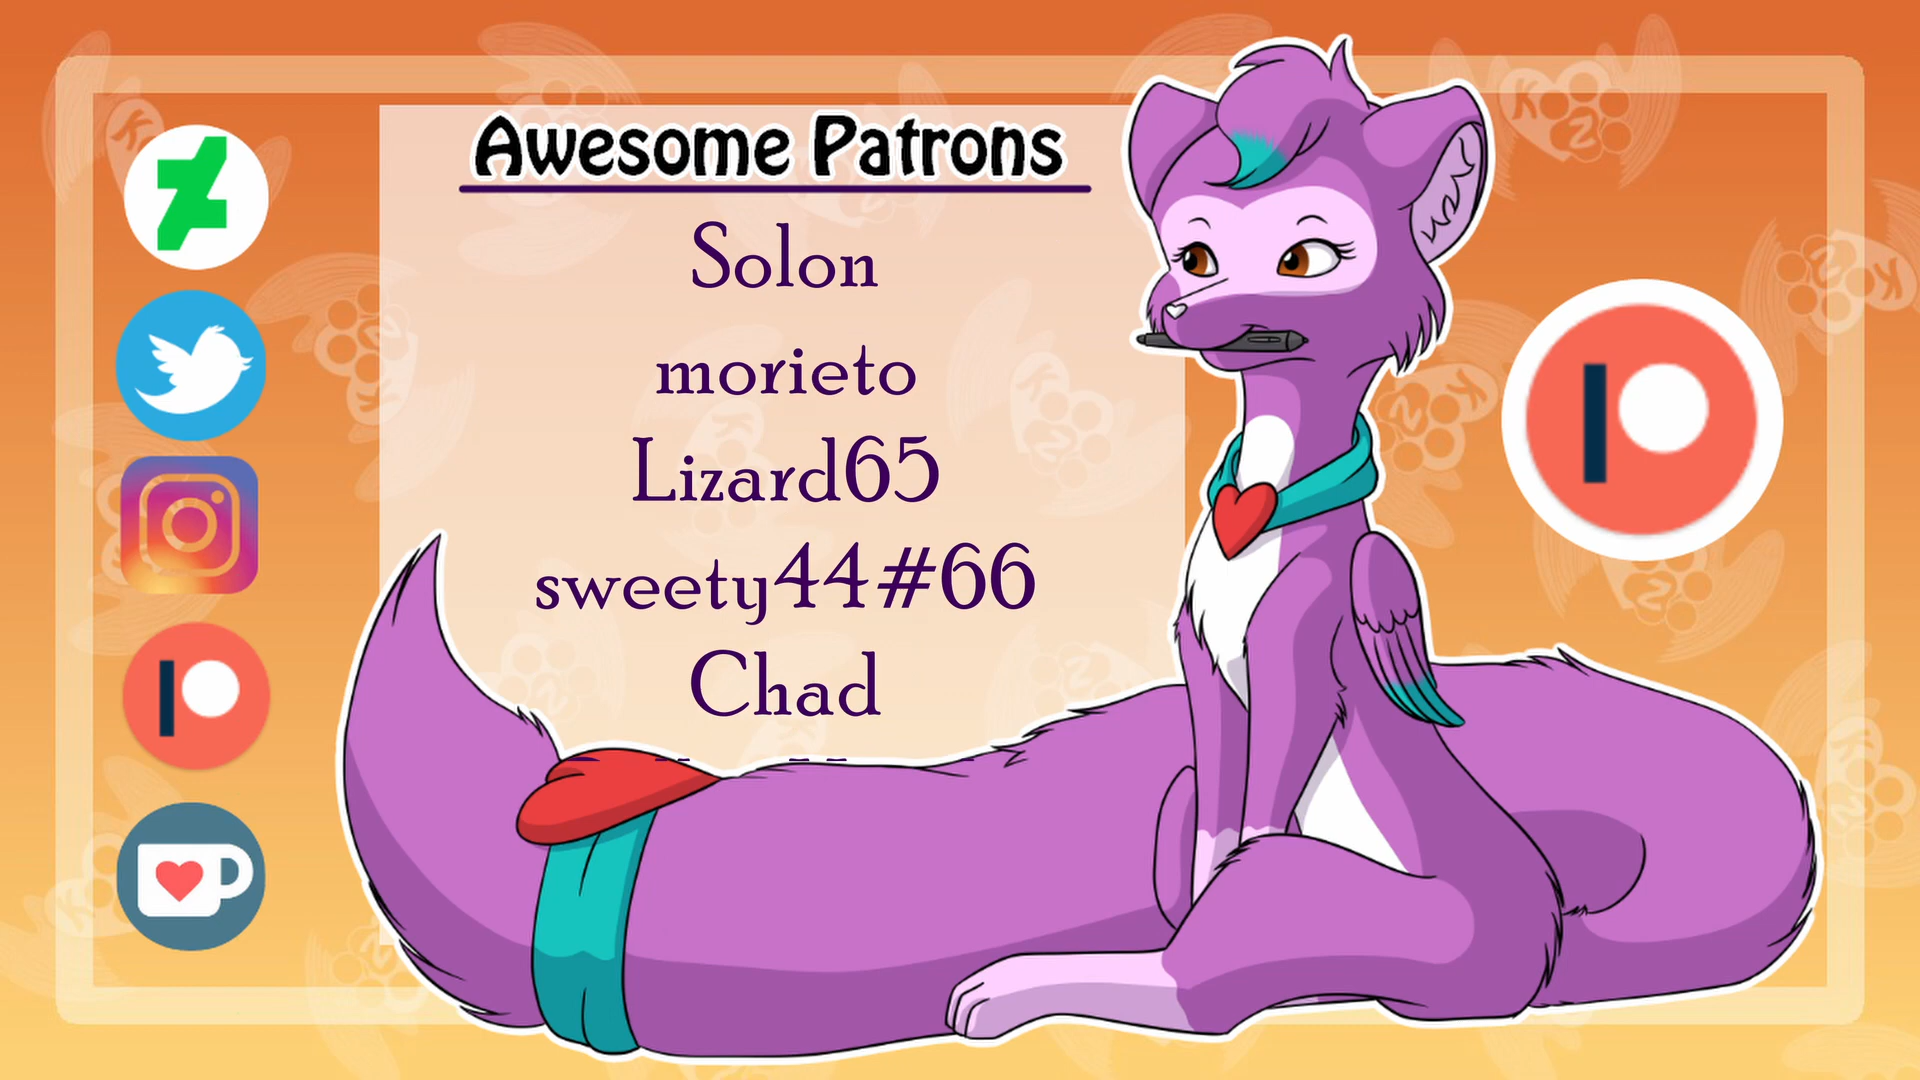 Awesome Patrons
Solon
morieto
Lizard65
sweety44#66
Chad